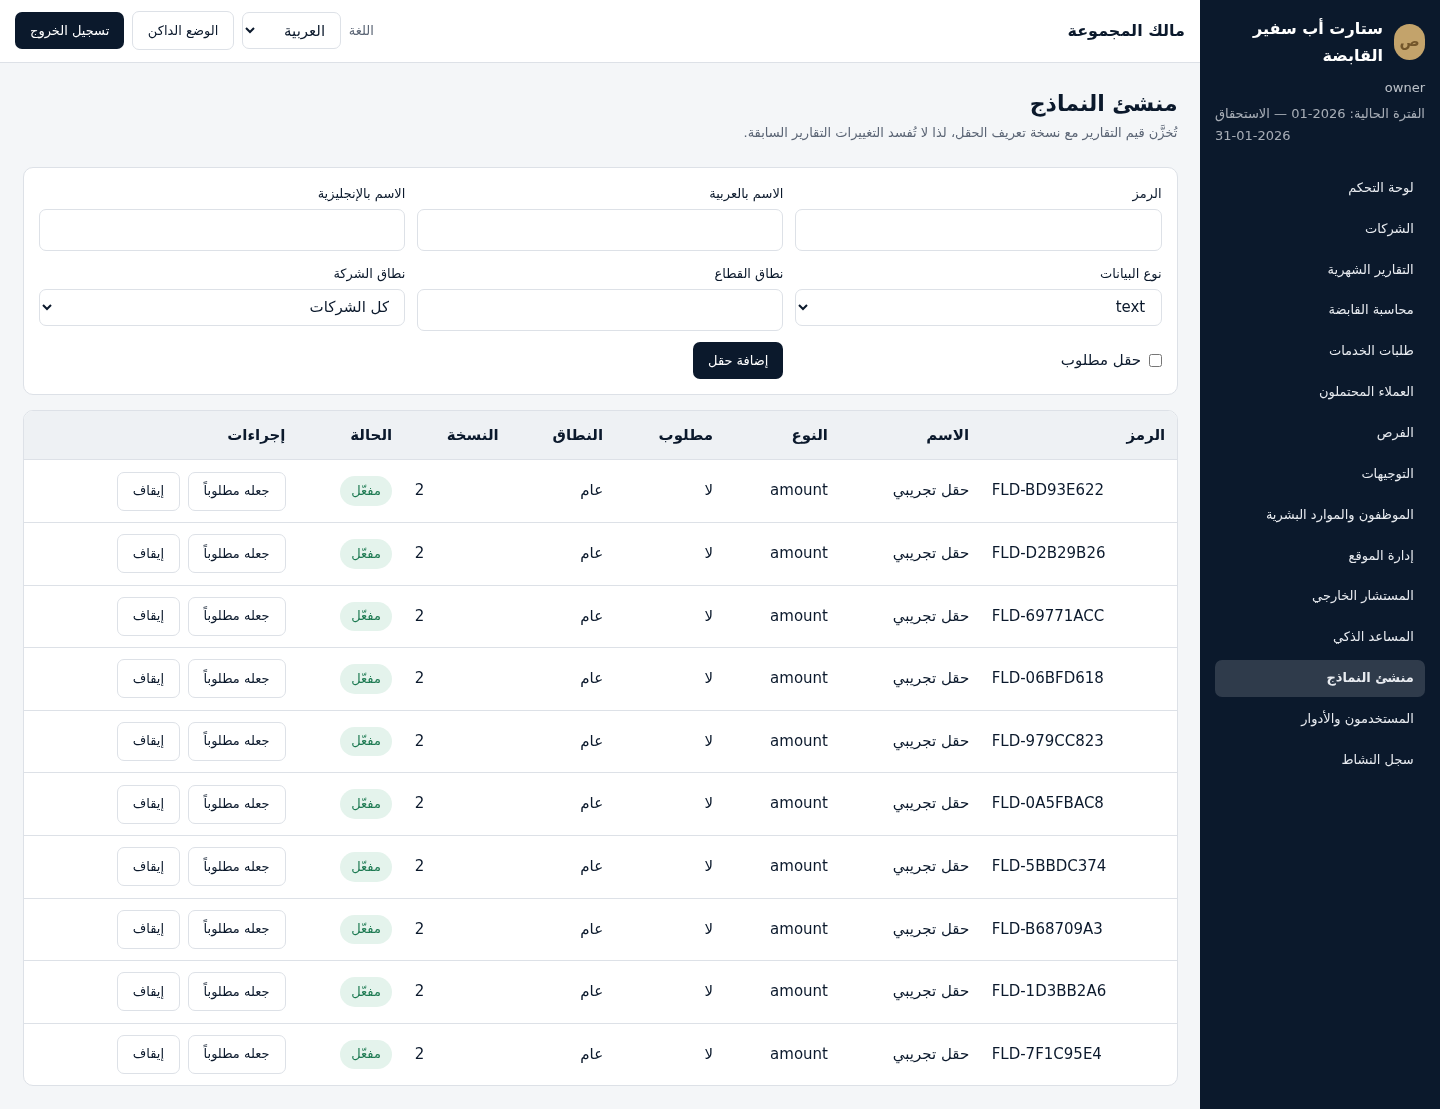 ص
ستارت أب سفير
القابضة
owner
الفترة الحالية: 2026-01 — الاستحقاق
2026-01-31
لوحة التحكم
الشركات
التقارير الشهرية
محاسبة القابضة
طلبات الخدمات
العملاء المحتملون
الفرص
التوجيهات
الموظفون والموارد البشرية
إدارة الموقع
المستشار الخارجي
المساعد الذكي
منشئ النماذج
المستخدمون والأدوار
سجل النشاط
مالك المجموعة
اللغة
العربية
الوضع الداكن
تسجيل الخروج
منشئ النماذج
تُخزَّن قيم التقارير مع نسخة تعريف الحقل، لذا لا تُفسد التغييرات التقارير السابقة.
الرمز
الاسم بالعربية
الاسم بالإنجليزية
نوع البيانات
نطاق القطاع
نطاق الشركة
text
كل الشركات
حقل مطلوب
إضافة حقل
الرمز الاسم النوع مطلوب النطاق النسخة الحالة إجراءات
FLD-BD93E622 حقل تجريبي amount لا عام 2 مفعّل جعله مطلوباً إيقاف
FLD-D2B29B26 حقل تجريبي amount لا عام 2 مفعّل جعله مطلوباً إيقاف
FLD-69771ACC حقل تجريبي amount لا عام 2 مفعّل جعله مطلوباً إيقاف
FLD-06BFD618 حقل تجريبي amount لا عام 2 مفعّل جعله مطلوباً إيقاف
FLD-979CC823 حقل تجريبي amount لا عام 2 مفعّل جعله مطلوباً إيقاف
FLD-0A5FBAC8 حقل تجريبي amount لا عام 2 مفعّل جعله مطلوباً إيقاف
FLD-5BBDC374 حقل تجريبي amount لا عام 2 مفعّل جعله مطلوباً إيقاف
FLD-B68709A3 حقل تجريبي amount لا عام 2 مفعّل جعله مطلوباً إيقاف
FLD-1D3BB2A6 حقل تجريبي amount لا عام 2 مفعّل جعله مطلوباً إيقاف
FLD-7F1C95E4 حقل تجريبي amount لا عام 2 مفعّل جعله مطلوباً إيقاف